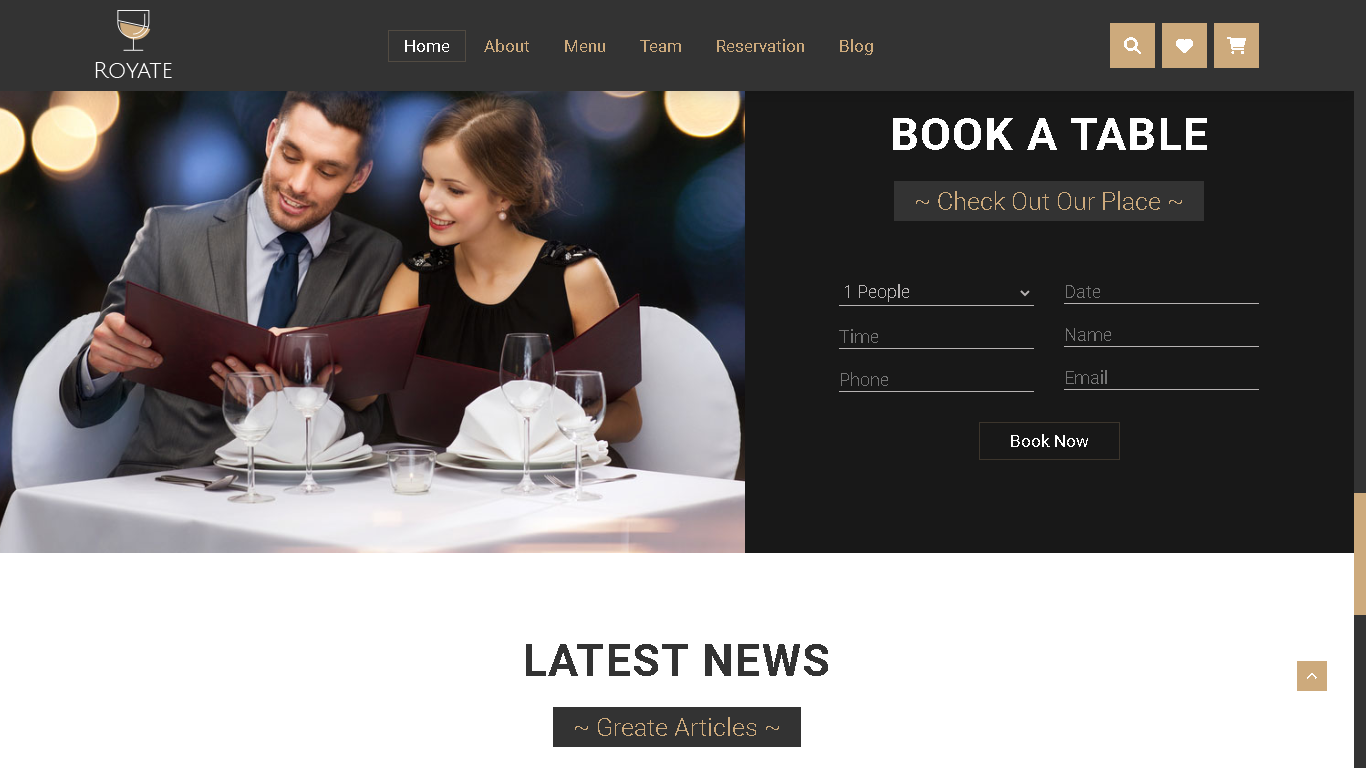 Royate
Home
About
Menu
Team
Reservation
Blog
BOOK A TABLE
~ Check Out Our Place ~
1 People
Date
Time
Name
Phone
Email
Book Now
LATEST NEWS
~ Greate Articles ~